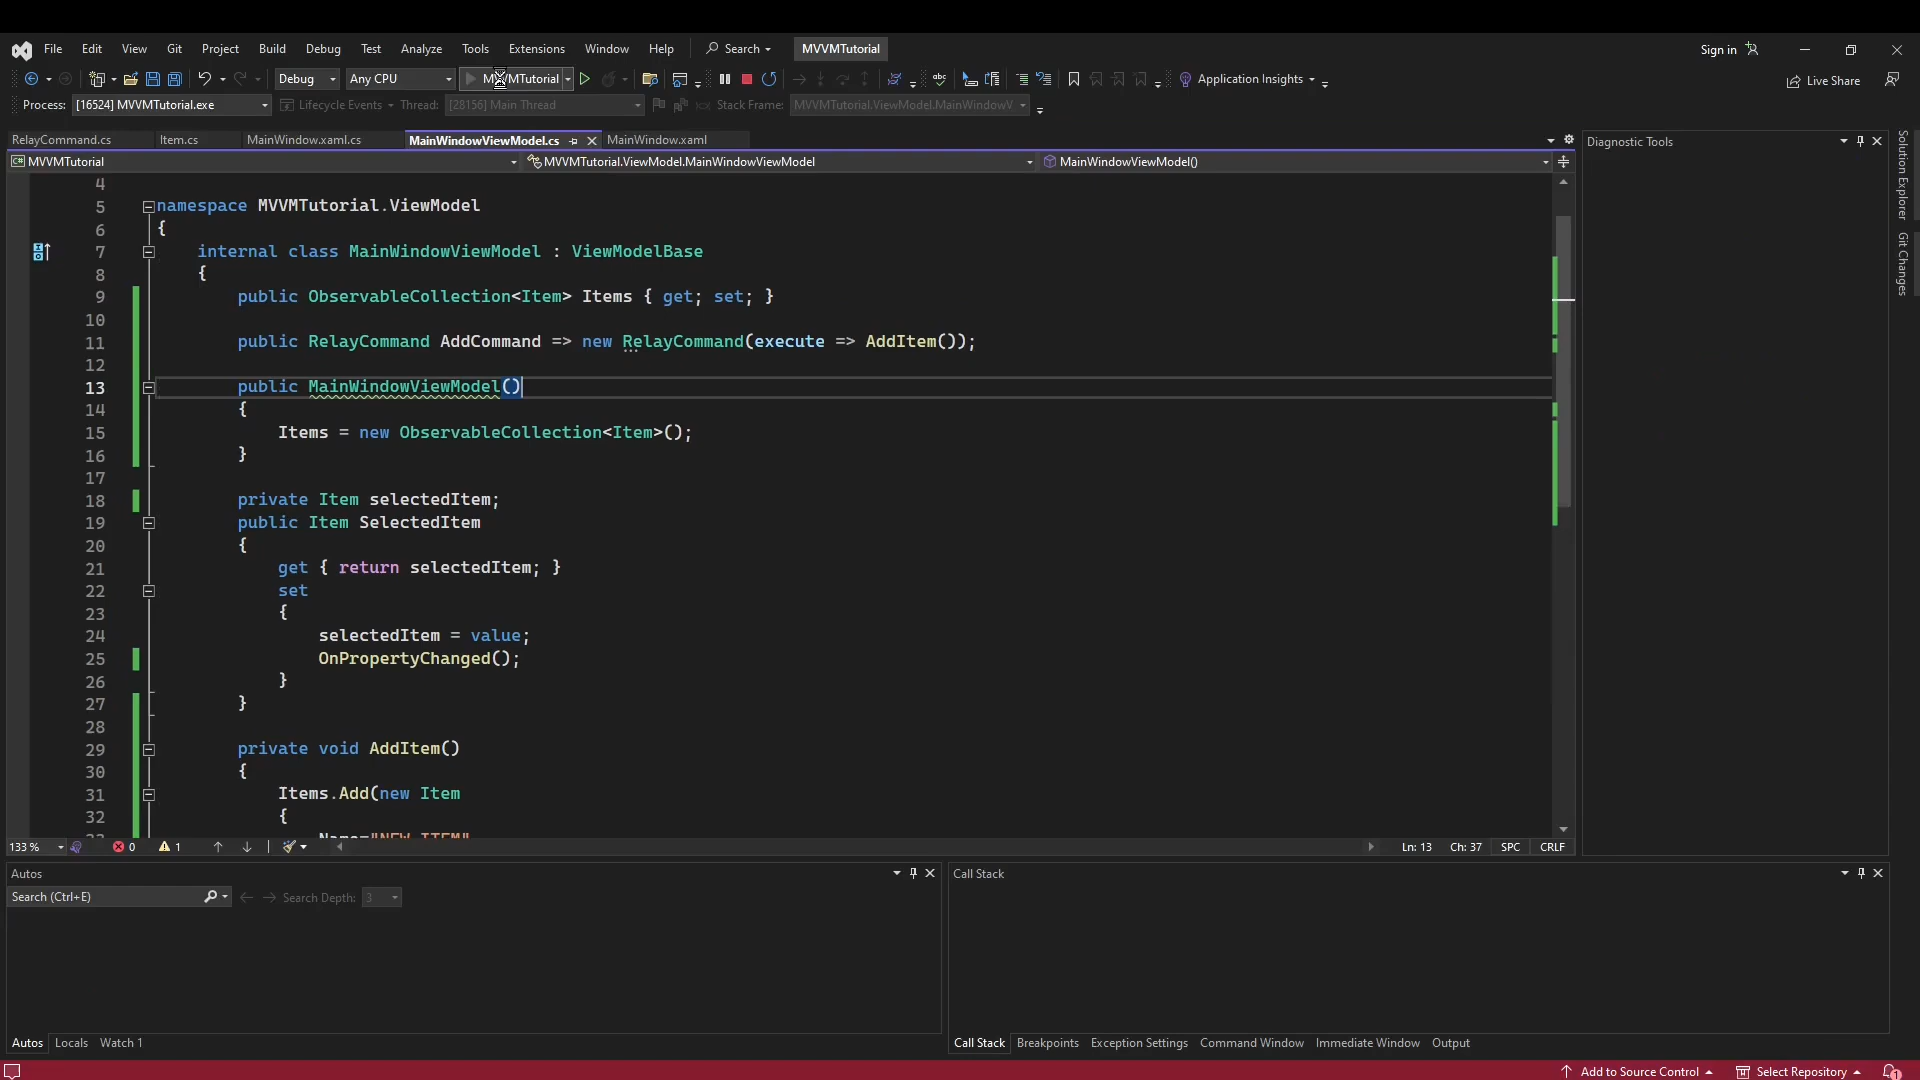 File Edit View Git Project Build Debug Test Analyze Tools Extensions Window Help Search MVVMTutorial Sign in
Debug Any CPU MVVMTutorial Application Insights Live Share
Process: [16524] MVVMTutorial.exe Lifecycle Events Thread: [28156] Main Thread Stack Frame: MVVMTutorial.ViewModel.MainWindowV
RelayCommand.cs Item.cs MainWindow.xaml.cs MainWindowViewModel.cs MainWindow.xaml
MVVMTutorial MVVMTutorial.ViewModel.MainWindowViewModel MainWindowViewModel()
4
5 namespace MVVMTutorial.ViewModel
6 {
7 internal class MainWindowViewModel : ViewModelBase
8 {
9 public ObservableCollection<Item> Items { get; set; }
10
11 public RelayCommand AddCommand => new RelayCommand(execute => AddItem());
12
13 public MainWindowViewModel()
14 {
15 Items = new ObservableCollection<Item>();
16 }
17
18 private Item selectedItem;
19 public Item SelectedItem
20 {
21 get { return selectedItem; }
22 set
23 {
24 selectedItem = value;
25 OnPropertyChanged();
26 }
27 }
28
29 private void AddItem()
30 {
31 Items.Add(new Item
32 {
33 Name="NEW ITEM"
133 % 0 1 Ln: 13 Ch: 37 SPC CRLF
Diagnostic Tools
Solution Explorer
Git Changes
Autos
Search (Ctrl+E) Search Depth: 3
Autos Locals Watch 1
Call Stack
Call Stack Breakpoints Exception Settings Command Window Immediate Window Output
Add to Source Control Select Repository 1